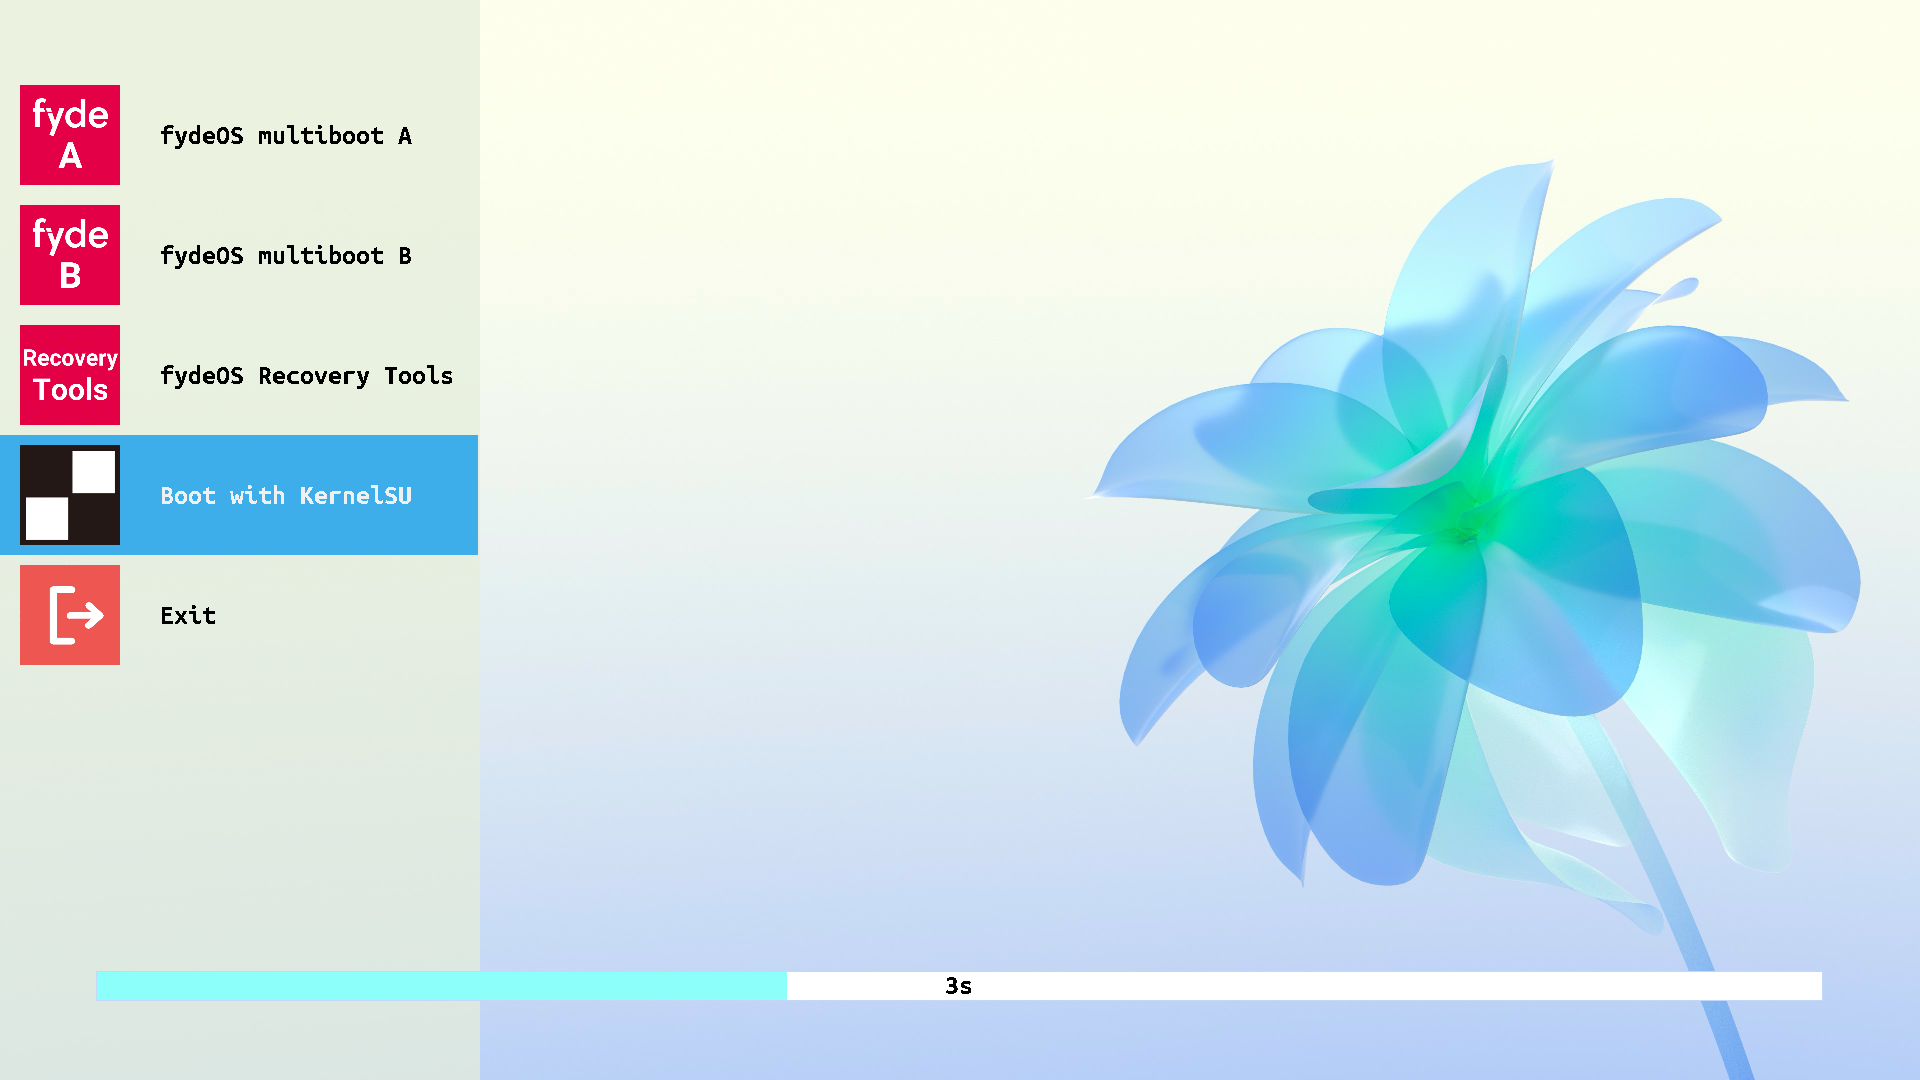 fyde
A
fydeOS multiboot A
fyde
B
fydeOS multiboot B
Recovery
Tools
fydeOS Recovery Tools
Boot with KernelSU
Exit
3s